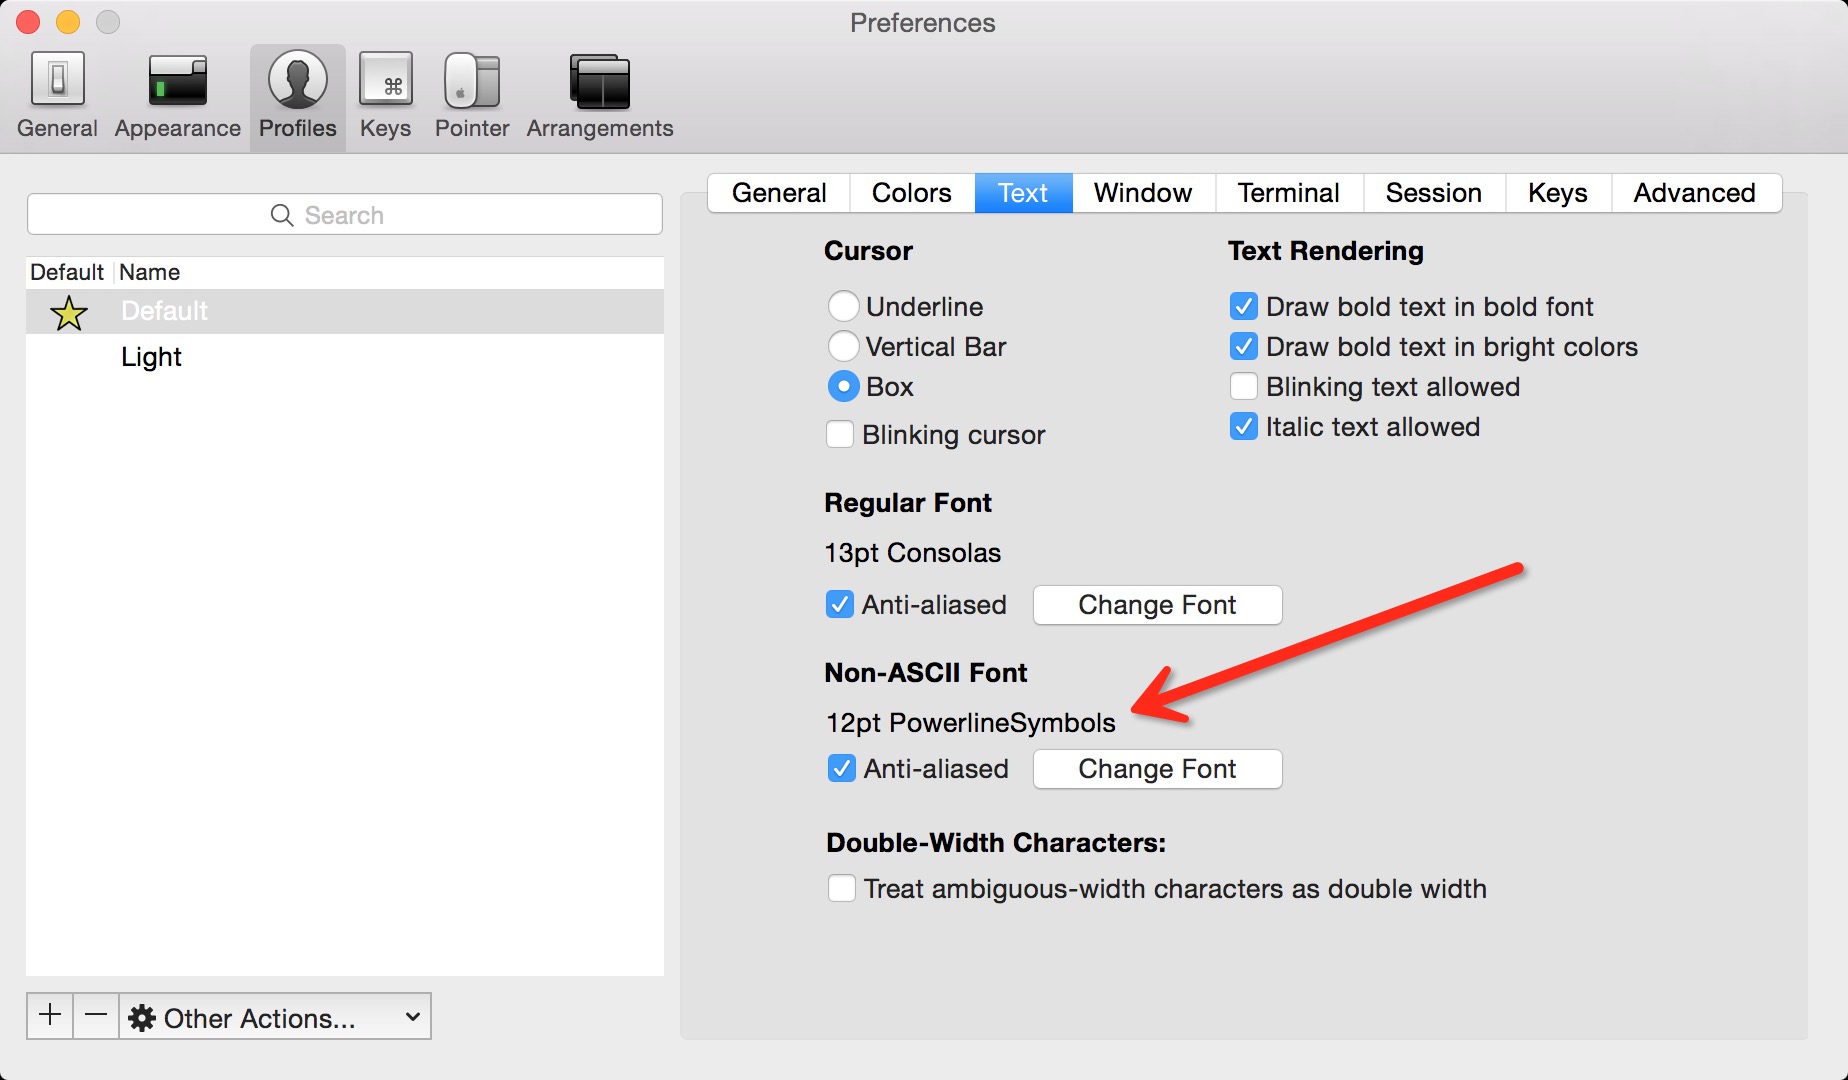 Preferences
General Appearance Profiles Keys Pointer Arrangements
Search
Default Name
Default
Light
+ − Other Actions...
General Colors Text Window Terminal Session Keys Advanced
Cursor
Underline
Vertical Bar
Box
Blinking cursor
Text Rendering
Draw bold text in bold font
Draw bold text in bright colors
Blinking text allowed
Italic text allowed
Regular Font
13pt Consolas
Anti-aliased Change Font
Non-ASCII Font
12pt PowerlineSymbols
Anti-aliased Change Font
Double-Width Characters:
Treat ambiguous-width characters as double width